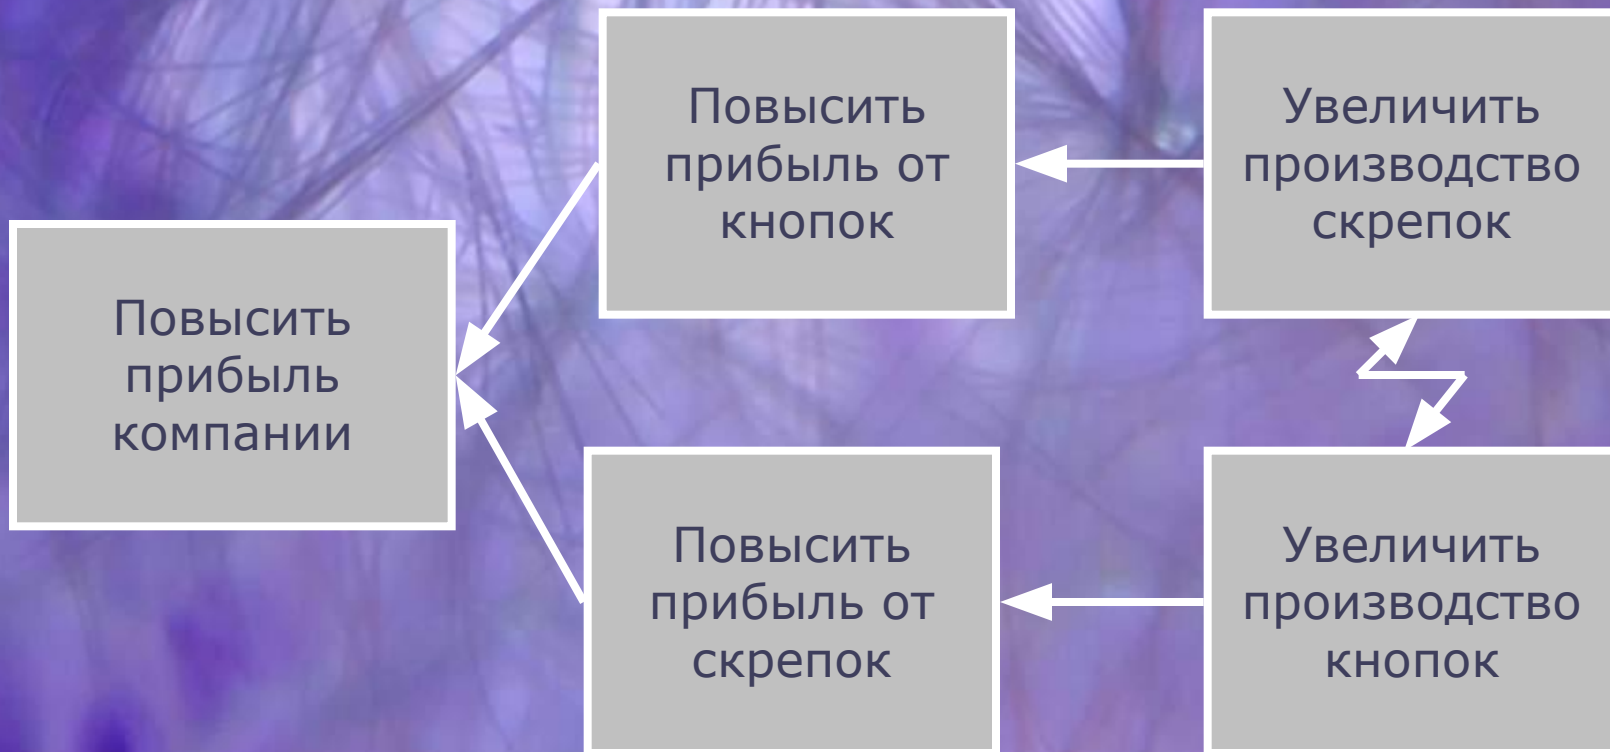 Повысить
прибыль от
кнопок
Увеличить
производство
скрепок
Повысить
прибыль
компании
Повысить
прибыль от
скрепок
Увеличить
производство
кнопок